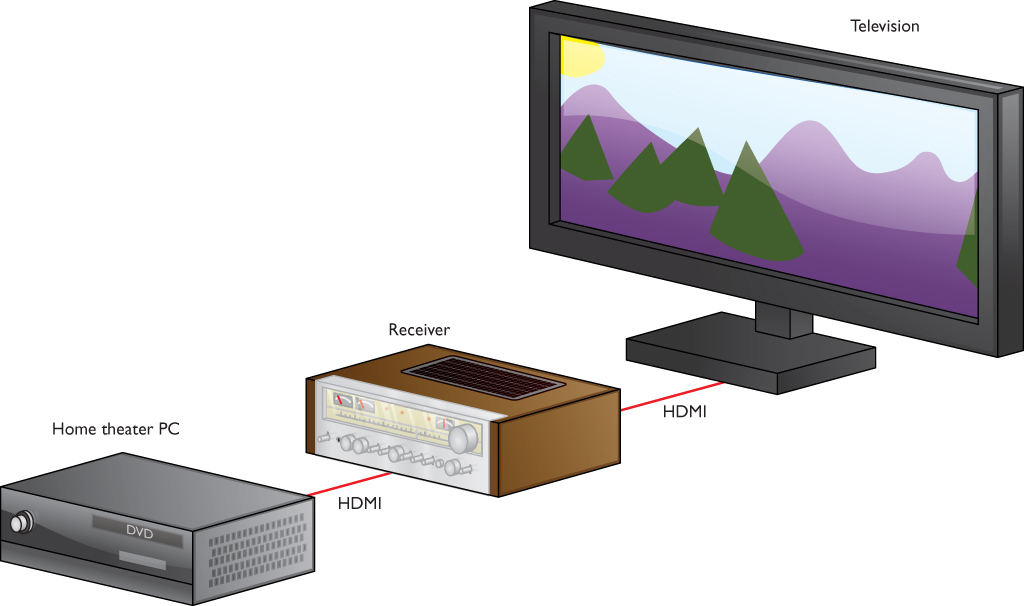 Television
Receiver
HDMI
Home theater PC
HDMI
DVD